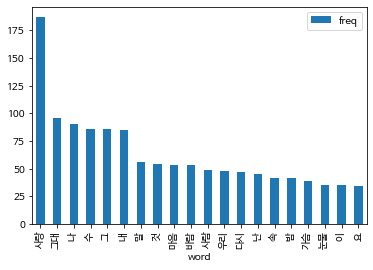 freq
175
150
125
100
75
50
25
0
사랑
그대
나
수
그
내
말
것
마음
바람
사람
우리
다시
난
속
밤
가슴
눈물
이
요
word